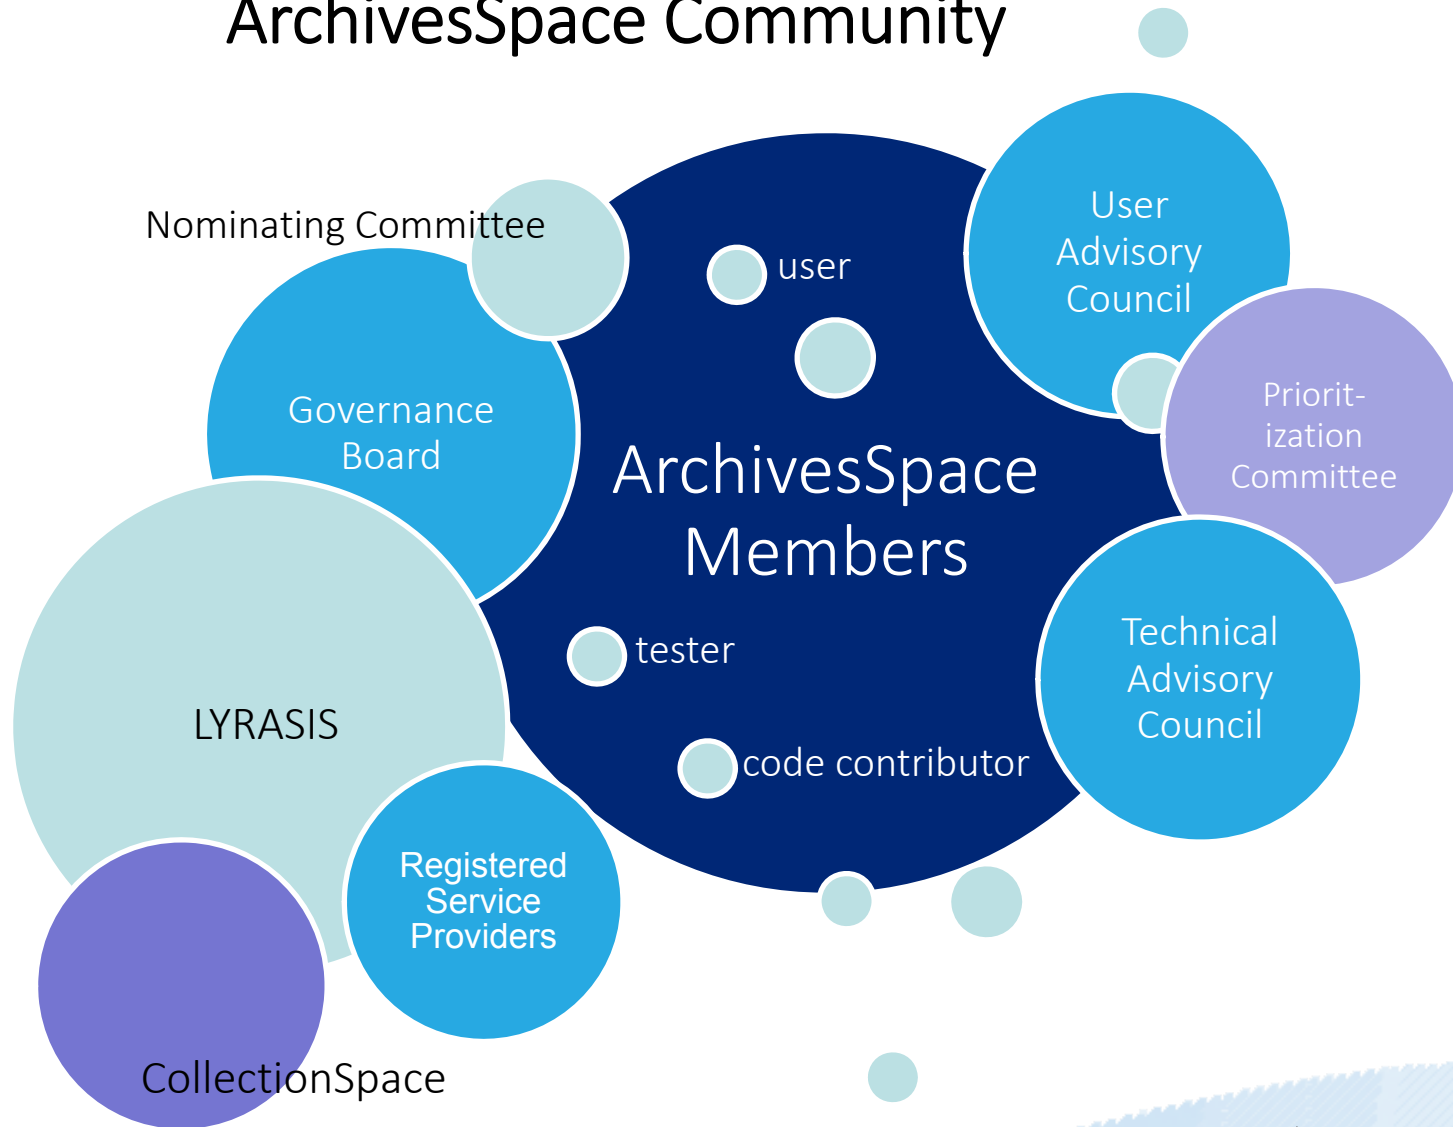 ArchivesSpace Community
Nominating Committee
user
User
Advisory
Council
Governance
Board
Priorit-
ization
Committee
ArchivesSpace
Members
tester
Technical
Advisory
Council
LYRASIS
code contributor
Registered
Service
Providers
CollectionSpace